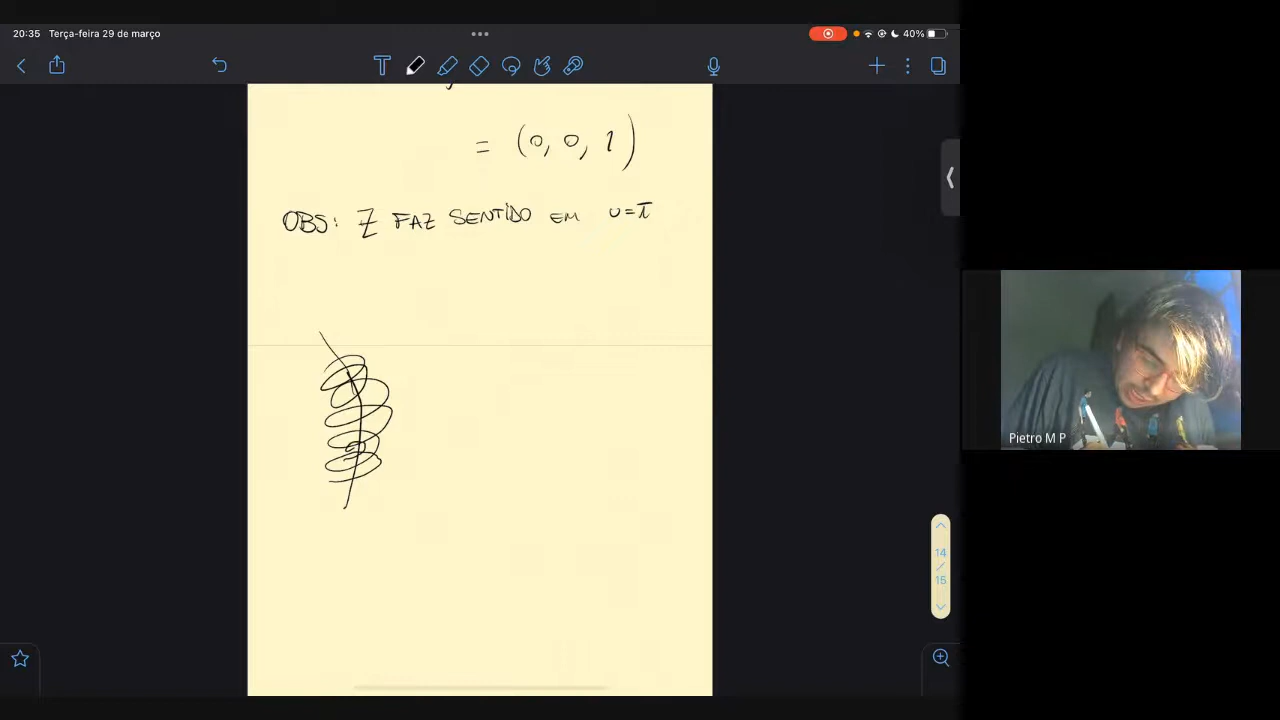 20:35 Terça-feira 29 de março
40%
= (0, 0, 1)
OBS: Z FAZ SENTIDO EM u=π
Pietro M P
14
/
15